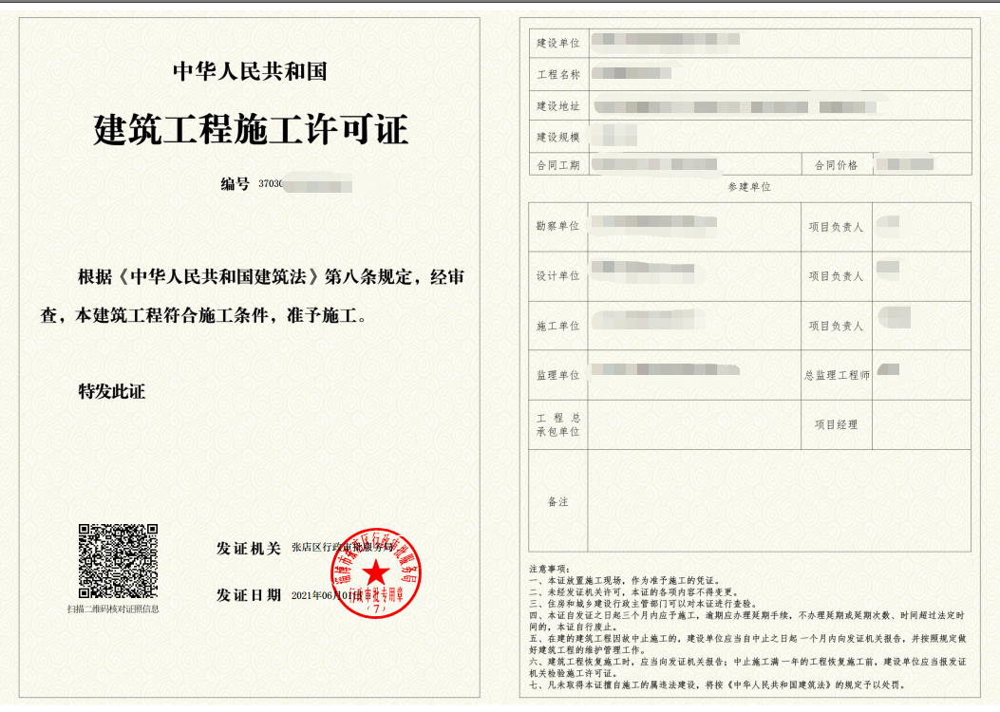 中华人民共和国
建筑工程施工许可证
编号 37030
根据《中华人民共和国建筑法》第八条规定，经审
查，本建筑工程符合施工条件，准予施工。
特发此证
扫描二维码核对证照信息
发证机关 张店区行政审批服务局
发证日期 2021年06月01日
淄博市张店区行政审批服务局
行政审批专用章
（7）
建设单位
工程名称
建设地址
建设规模
合同工期 合同价格
参建单位
勘察单位 项目负责人
设计单位 项目负责人
施工单位 项目负责人
监理单位 总监理工程师
工程总
承包单位 项目经理
备注
注意事项：
一、本证放置施工现场，作为准予施工的凭证。
二、未经发证机关许可，本证的各项内容不得变更。
三、住房和城乡建设行政主管部门可以对本证进行查验。
四、本证自发证之日起三个月内应予施工，逾期应办理延期手续，不办理延期或延期次数、时间超过法定时
间的，本证自行废止。
五、在建的建筑工程因故中止施工的，建设单位应当自中止之日起一个月内向发证机关报告，并按照规定做
好建筑工程的维护管理工作。
六、建筑工程恢复施工时，应当向发证机关报告；中止施工满一年的工程恢复施工前，建设单位应当报发证
机关检验施工许可证。
七、凡未取得本证擅自施工的属违法建设，将按《中华人民共和国建筑法》的规定予以处罚。